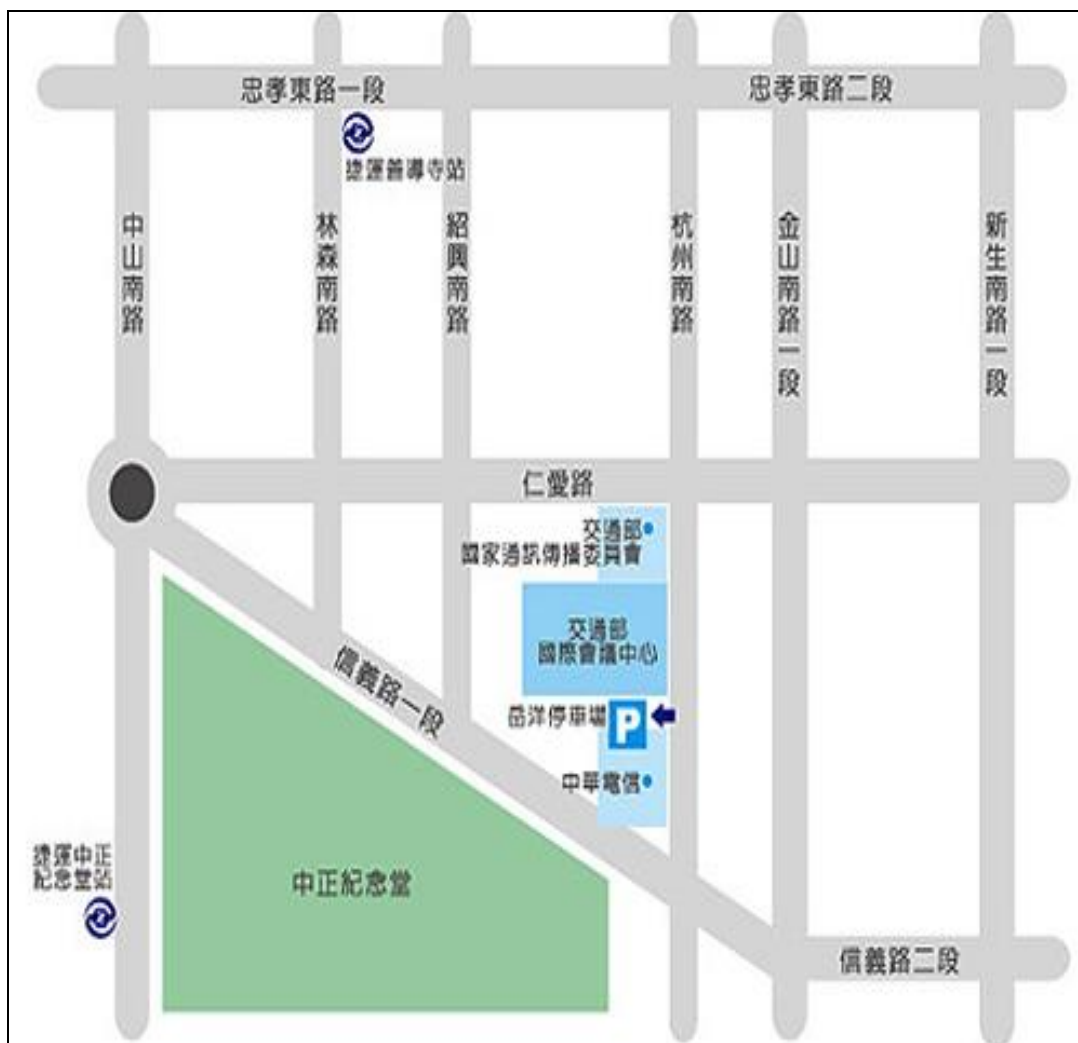 忠孝東路一段
忠孝東路二段
捷運善導寺站
中山南路
林森南路
紹興南路
杭州南路
金山南路一段
新生南路一段
仁愛路
交通部
國家通訊傳播委員會
交通部
國際會議中心
信義路一段
岳洋停車場
P
中華電信
捷運中正
紀念堂站
中正紀念堂
信義路二段